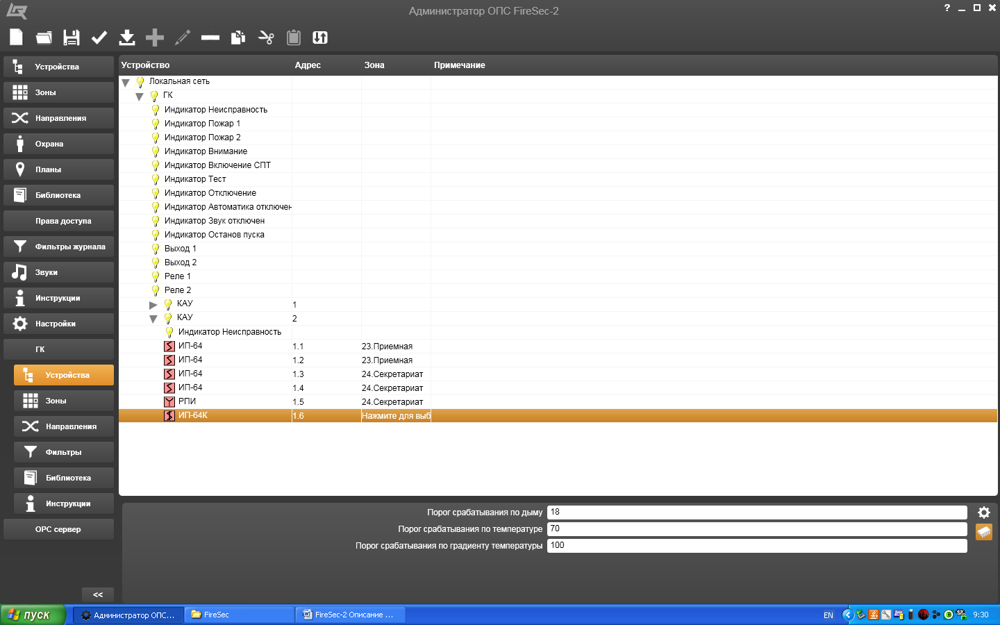 Администратор ОПС FireSec-2
?
Устройства
Зоны
Направления
Охрана
Планы
Библиотека
Права доступа
Фильтры журнала
Звуки
Инструкции
Настройки
ГК
Устройства
Зоны
Направления
Фильтры
Библиотека
Инструкции
OPC сервер
<<
Устройство Адрес Зона Примечание
Локальная сеть
ГК
Индикатор Неисправность
Индикатор Пожар 1
Индикатор Пожар 2
Индикатор Внимание
Индикатор Включение СПТ
Индикатор Тест
Индикатор Отключение
Индикатор Автоматика отключен
Индикатор Звук отключен
Индикатор Останов пуска
Выход 1
Выход 2
Реле 1
Реле 2
КАУ 1
КАУ 2
Индикатор Неисправность
ИП-64 1.1 23.Приемная
ИП-64 1.2 23.Приемная
ИП-64 1.3 24.Секретариат
ИП-64 1.4 24.Секретариат
РПИ 1.5 24.Секретариат
ИП-64К 1.6 Нажмите для выб
Порог срабатывания по дыму 18
Порог срабатывания по температуре 70
Порог срабатывания по градиенту температуры 100
пуск Администратор ОПС... FireSec FireSec-2 Описание ... EN 9:30